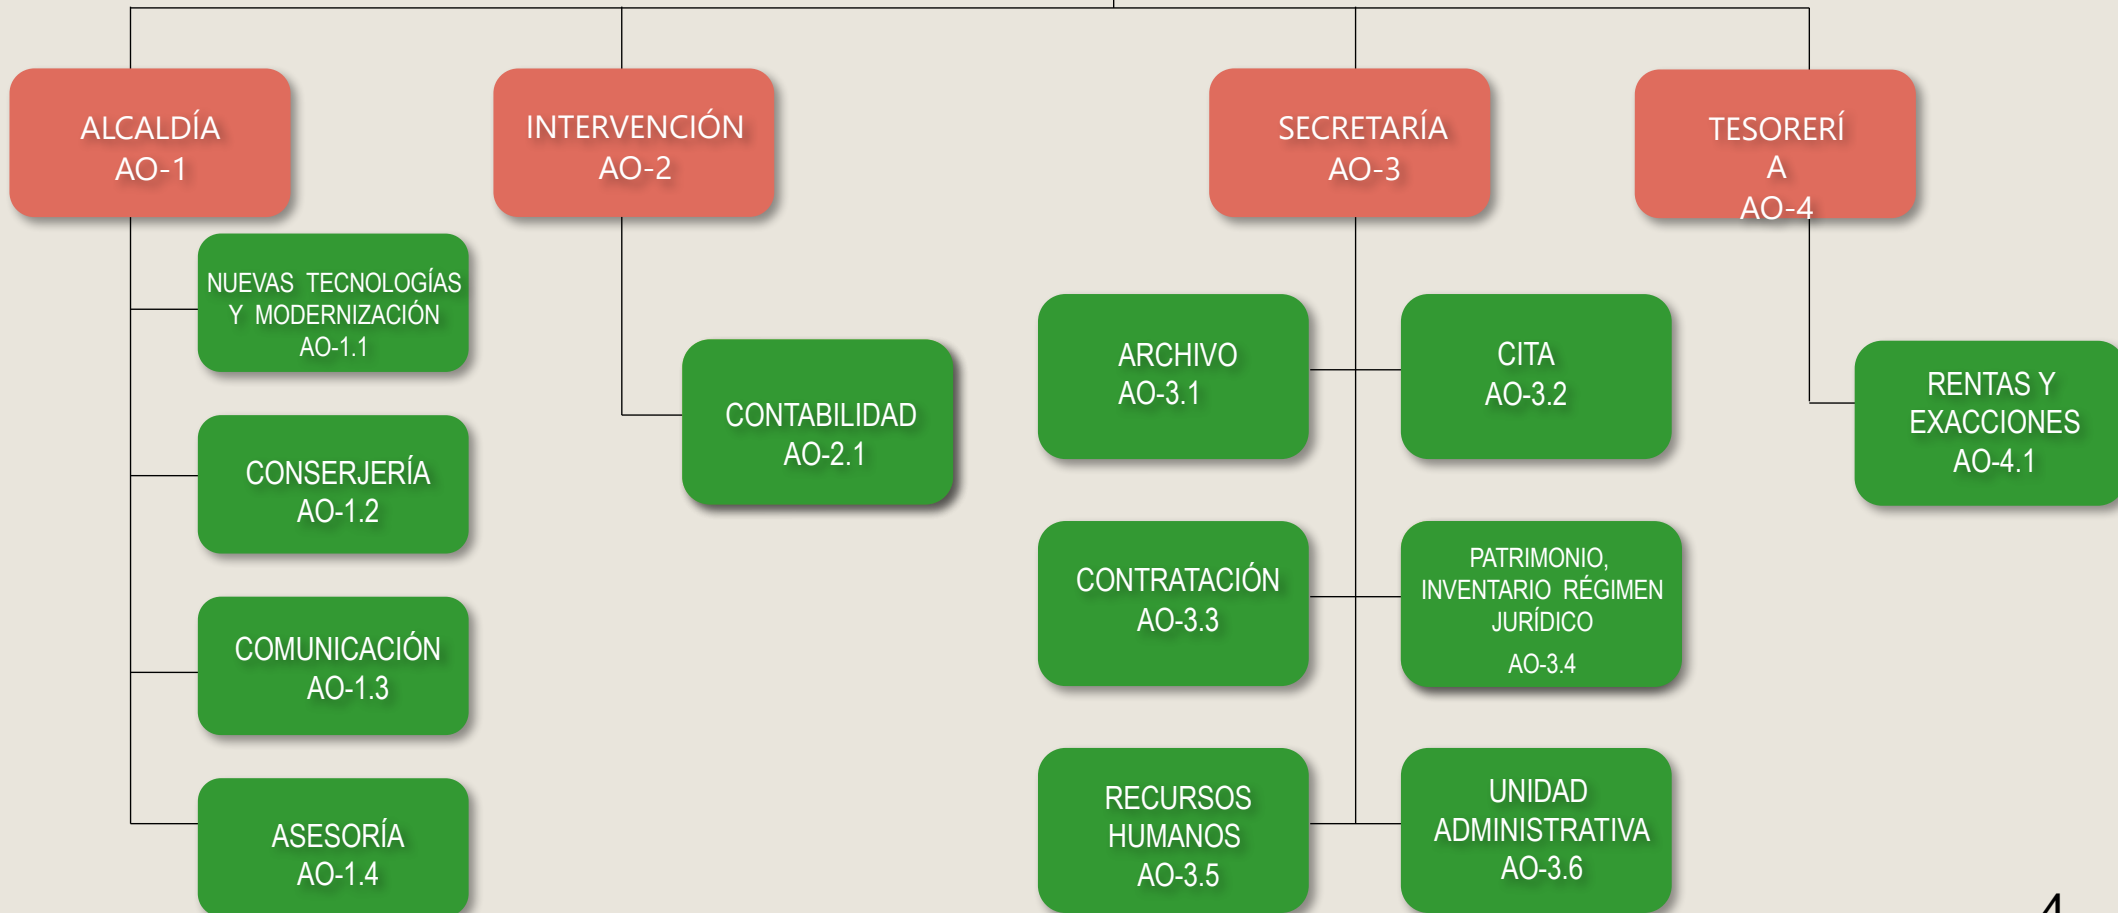 ALCALDÍA
AO-1
INTERVENCIÓN
AO-2
SECRETARÍA
AO-3
TESORERÍ
A
AO-4
NUEVAS TECNOLOGÍAS
Y MODERNIZACIÓN
AO-1.1
CONSERJERÍA
AO-1.2
COMUNICACIÓN
AO-1.3
ASESORÍA
AO-1.4
CONTABILIDAD
AO-2.1
ARCHIVO
AO-3.1
CITA
AO-3.2
CONTRATACIÓN
AO-3.3
PATRIMONIO,
INVENTARIO RÉGIMEN
JURÍDICO
AO-3.4
RECURSOS
HUMANOS
AO-3.5
UNIDAD
ADMINISTRATIVA
AO-3.6
RENTAS Y
EXACCIONES
AO-4.1
4